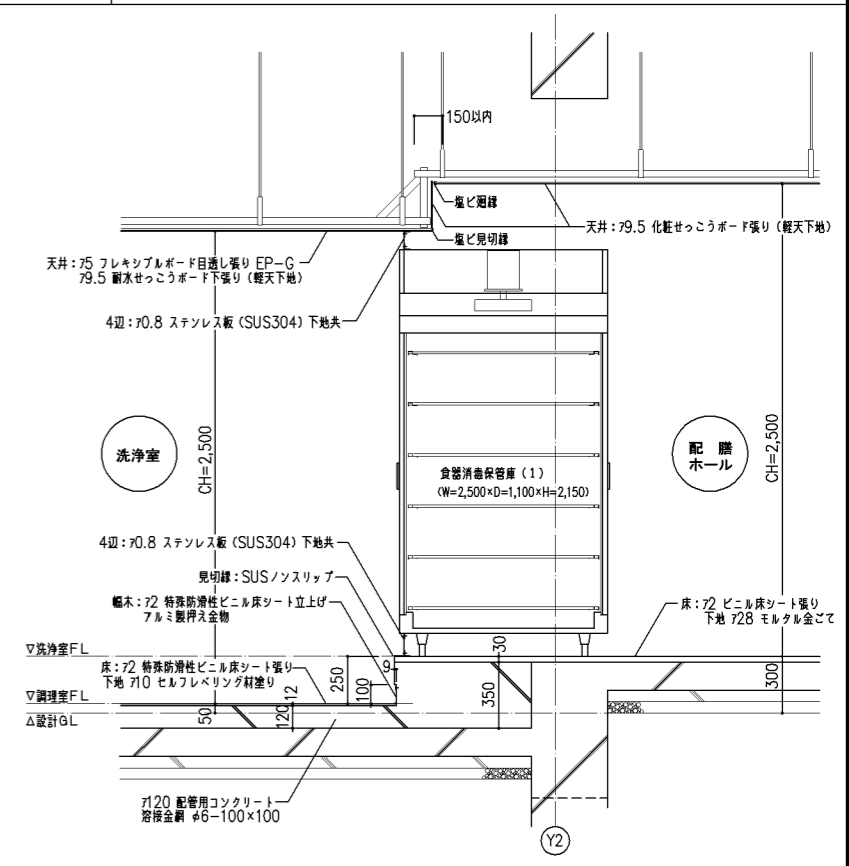 150以内
塩ビ廻縁
塩ビ見切縁
天井：ｱ9.5 化粧せっこうボード張り（軽天下地）
天井：ｱ5 フレキシブルボード目透し張り EP-G
ｱ9.5 耐水せっこうボード下張り（軽天下地）
4辺：ｱ0.8 ステンレス板（SUS304）下地共
洗浄室
CH=2,500
食器消毒保管庫（1）
(W=2,500×D=1,100×H=2,150)
配 膳
ホール
CH=2,500
4辺：ｱ0.8 ステンレス板（SUS304）下地共
見切縁：SUSノンスリップ
幅木：ｱ2 特殊防滑性ビニル床シート立上げ
アルミ製押え金物
床：ｱ2 ビニル床シート張り
下地 ｱ28 モルタル金ごて
▽洗浄室FL
床：ｱ2 特殊防滑性ビニル床シート張り
下地 ｱ10 セルフレベリング材塗り
▽調理室FL
△設計GL
50
12
120
250
100
9
30
350
300
ｱ120 配管用コンクリート
溶接金網 φ6-100×100
Y2